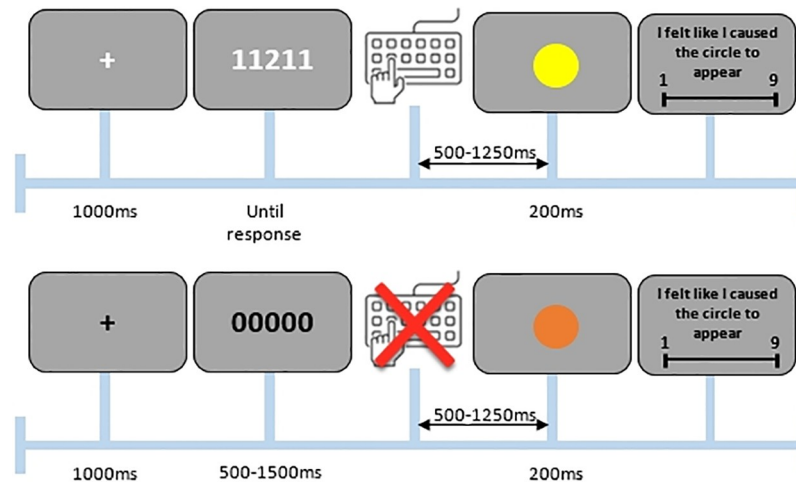 +
11211
I felt like I caused
the circle to
appear
1 9
500-1250ms
1000ms
Until
response
200ms
+
00000
I felt like I caused
the circle to
appear
1 9
500-1250ms
1000ms
500-1500ms
200ms